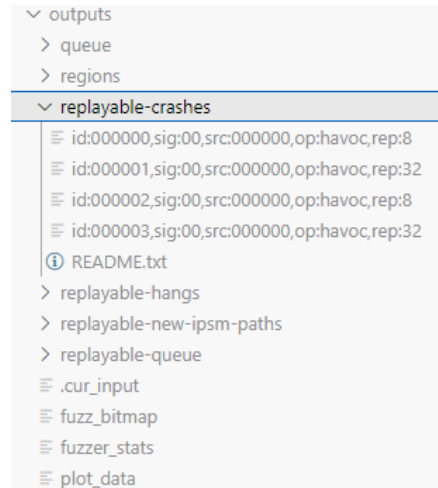 outputs
queue
regions
replayable-crashes
id:000000,sig:00,src:000000,op:havoc,rep:8
id:000001,sig:00,src:000000,op:havoc,rep:32
id:000002,sig:00,src:000000,op:havoc,rep:8
id:000003,sig:00,src:000000,op:havoc,rep:32
README.txt
replayable-hangs
replayable-new-ipsm-paths
replayable-queue
.cur_input
fuzz_bitmap
fuzzer_stats
plot_data